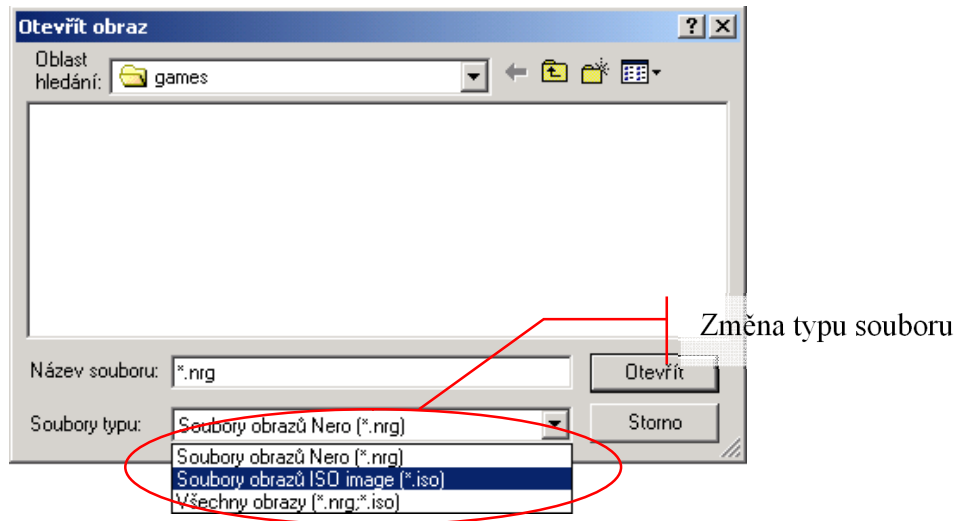 Otevřít obraz
Oblast
hledání:
games
Změna typu souboru
Název souboru: *.nrg Otevřít
Soubory typu: Soubory obrazů Nero (*.nrg) Storno
Soubory obrazů Nero (*.nrg)
Soubory obrazů ISO image (*.iso)
Všechny obrazy (*.nrg;*.iso)